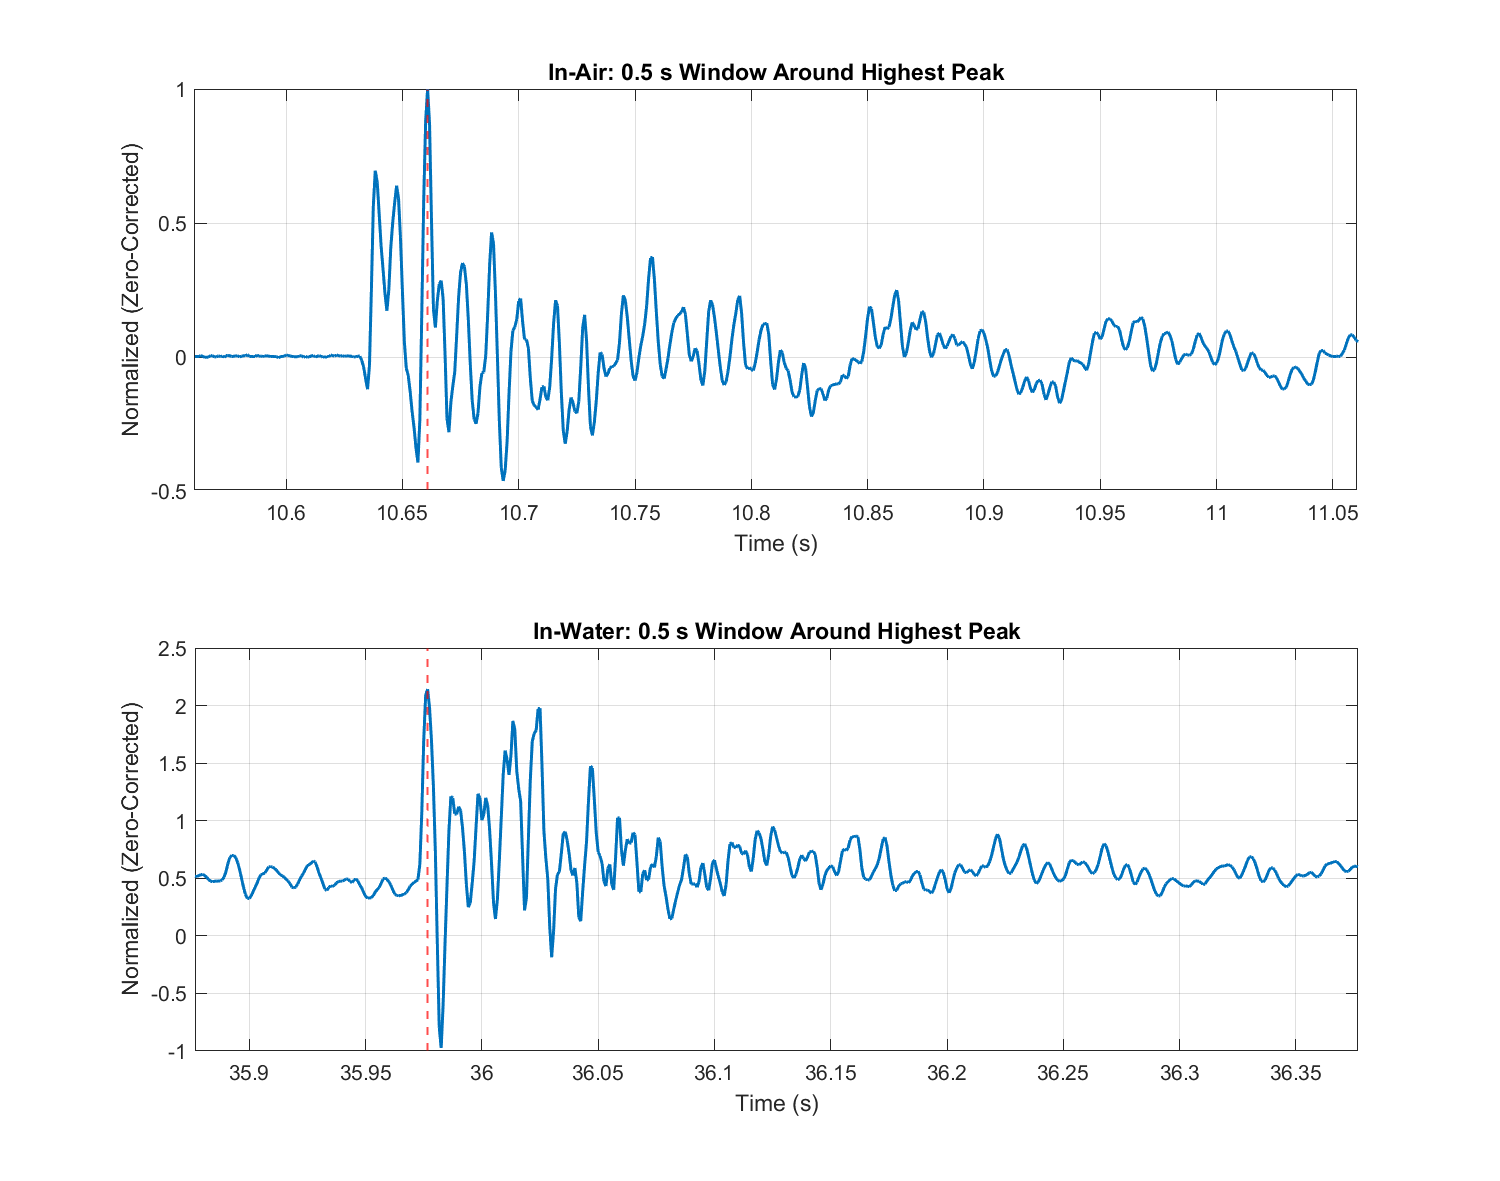 In-Air: 0.5 s Window Around Highest Peak
1
0.5
0
-0.5
Normalized (Zero-Corrected)
10.6 10.65 10.7 10.75 10.8 10.85 10.9 10.95 11 11.05
Time (s)
In-Water: 0.5 s Window Around Highest Peak
2.5
2
1.5
1
0.5
0
-0.5
-1
Normalized (Zero-Corrected)
35.9 35.95 36 36.05 36.1 36.15 36.2 36.25 36.3 36.35
Time (s)